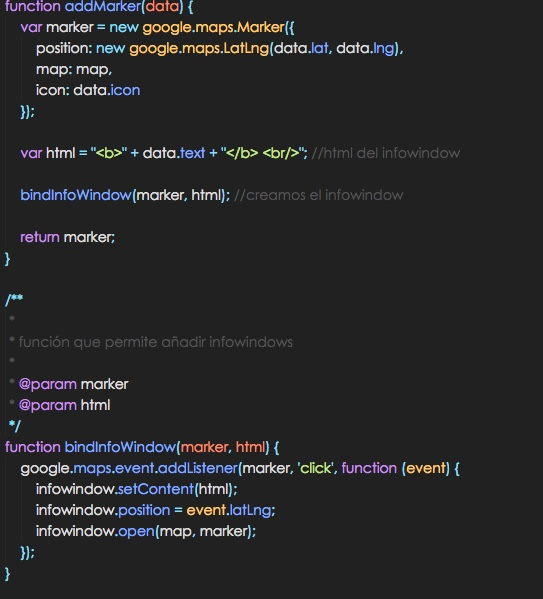 function addMarker(data) {
var marker = new google.maps.Marker({
position: new google.maps.LatLng(data.lat, data.lng),
map: map,
icon: data.icon
});
var html = "<b>" + data.text + "</b> <br/>"; //html del infowindow
bindInfoWindow(marker, html); //creamos el infowindow
return marker;
}
/**
*
* función que permite añadir infowindows
*
* @param marker
* @param html
*/
function bindInfoWindow(marker, html) {
google.maps.event.addListener(marker, 'click', function (event) {
infowindow.setContent(html);
infowindow.position = event.latLng;
infowindow.open(map, marker);
});
}